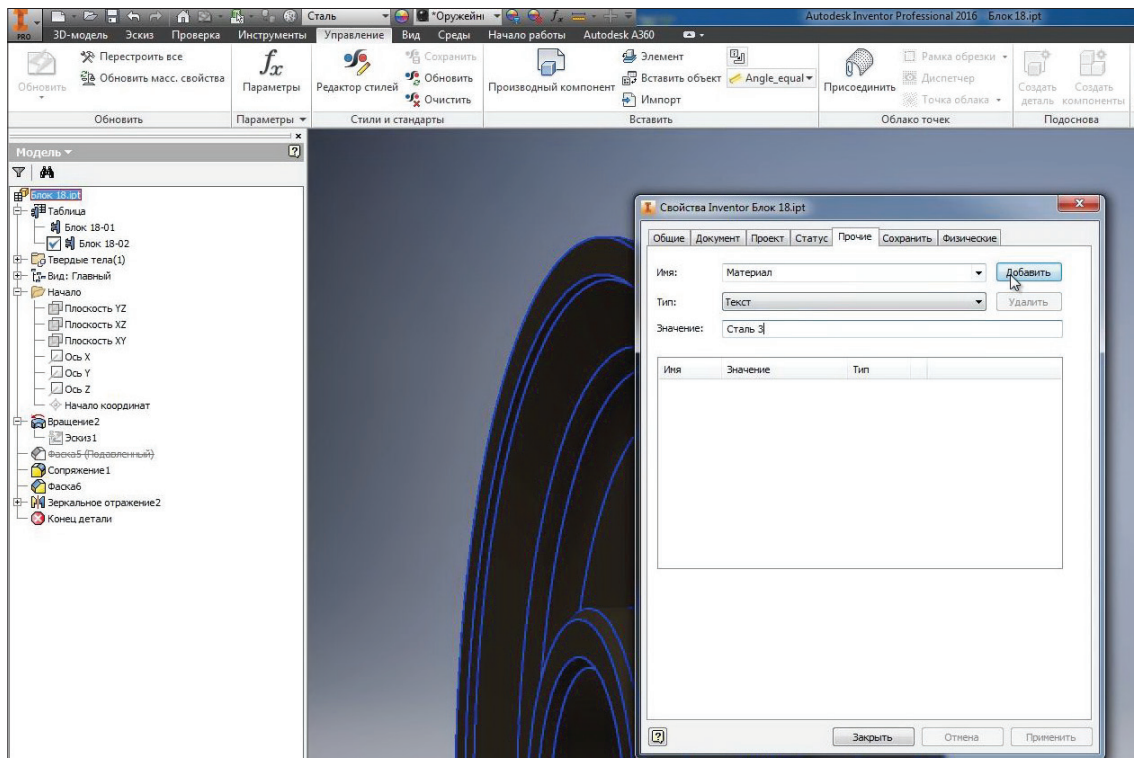 Сталь *Оружейн fx Autodesk Inventor Professional 2016 Блок 18.ipt
PRO 3D-модель Эскиз Проверка Инструменты Управление Вид Среды Начало работы Autodesk A360
Обновить
Перестроить все
Обновить масс. свойства
Обновить
fx
Параметры
Параметры
Редактор стилей
Сохранить
Обновить
Очистить
Стили и стандарты
Производный компонент
Элемент
Вставить объект
Импорт
Angle_equal
Вставить
Присоединить
Рамка обрезки
Диспетчер
Точка облака
Облако точек
Создать деталь
Создать компоненты
Подоснова
Модель
Блок 18.ipt
Таблица
Блок 18-01
Блок 18-02
Твердые тела(1)
Вид: Главный
Начало
Плоскость YZ
Плоскость XZ
Плоскость XY
Ось X
Ось Y
Ось Z
Начало координат
Вращение2
Эскиз1
Фаска5 (Подавленный)
Сопряжение1
Фаска6
Зеркальное отражение2
Конец детали
Свойства Inventor Блок 18.ipt
Общие Документ Проект Статус Прочие Сохранить Физические
Имя: Материал Добавить
Тип: Текст Удалить
Значение: Сталь 3
Имя Значение Тип
Закрыть Отмена Применить